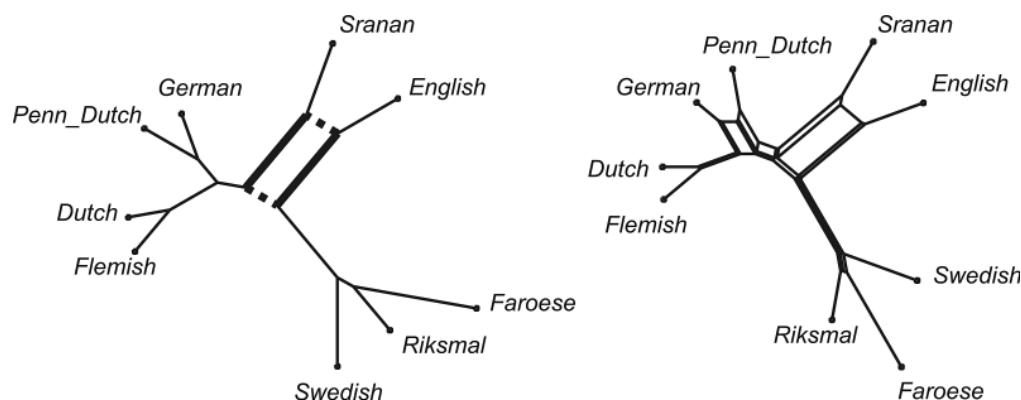 Sranan
German
English
Penn_Dutch
Dutch
Flemish
Faroese
Riksmal
Swedish
Sranan
Penn_Dutch
German
English
Dutch
Flemish
Swedish
Riksmal
Faroese